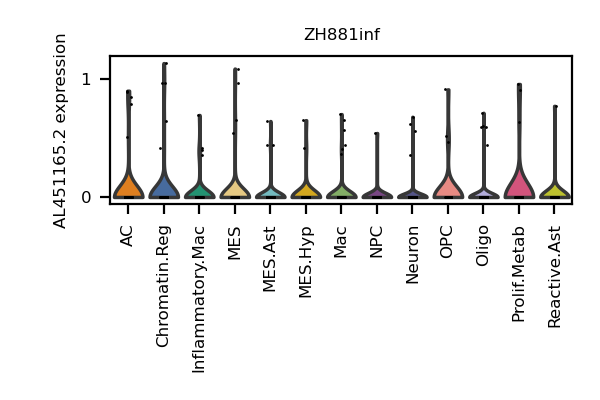 ZH881inf
AL451165.2 expression
1
0
AC
Chromatin.Reg
Inflammatory.Mac
MES
MES.Ast
MES.Hyp
Mac
NPC
Neuron
OPC
Oligo
Prolif.Metab
Reactive.Ast